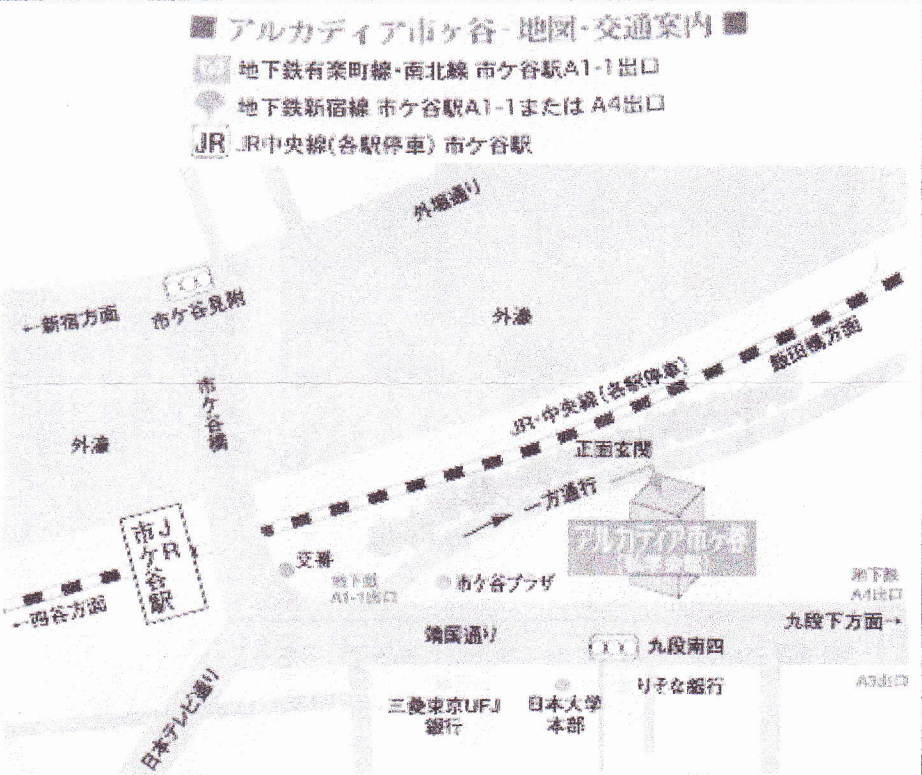 ■ アルカディア市ヶ谷-地図・交通案内 ■
地下鉄有楽町線・南北線 市ケ谷駅A1-1出口
地下鉄新宿線 市ケ谷駅A1-1または A4出口
JR JR中央線(各駅停車) 市ケ谷駅
外堀通り
←新宿方面
市ケ谷見附
外濠
飯田橋方面
市ケ谷橋
JR・中央線(各駅停車)
外濠
正面玄関
一方通行
アルカディア市ヶ谷
(私学会館)
JR
市ケ谷駅
交番
地下鉄
A1-1出口
市ケ谷プラザ
地下鉄
A4出口
←四谷方面
靖国通り
九段南四
九段下方面→
日本テレビ通り
三菱東京UFJ
銀行
日本大学
本部
りそな銀行
A3出口